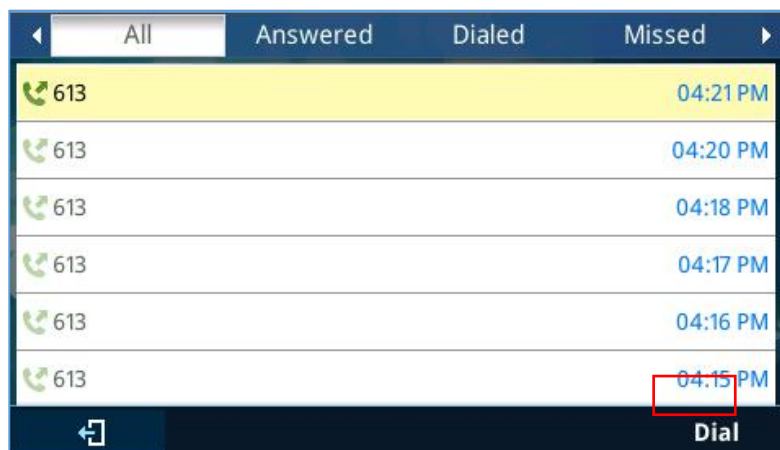 All Answered Dialed Missed
613 04:21 PM
613 04:20 PM
613 04:18 PM
613 04:17 PM
613 04:16 PM
613 04:15 PM
Dial